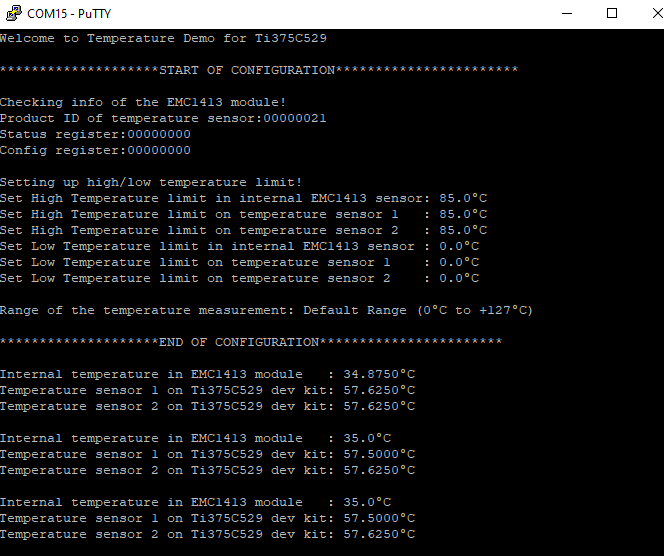 COM15 - PuTTY
Welcome to Temperature Demo for Ti375C529
********************START OF CONFIGURATION***********************
Checking info of the EMC1413 module!
Product ID of temperature sensor:00000021
Status register:00000000
Config register:00000000
Setting up high/low temperature limit!
Set High Temperature limit in internal EMC1413 sensor: 85.0°C
Set High Temperature limit on temperature sensor 1   : 85.0°C
Set High Temperature limit on temperature sensor 2   : 85.0°C
Set Low Temperature limit in internal EMC1413 sensor : 0.0°C
Set Low Temperature limit on temperature sensor 1    : 0.0°C
Set Low Temperature limit on temperature sensor 2    : 0.0°C
Range of the temperature measurement: Default Range (0°C to +127°C)
********************END OF CONFIGURATION***********************
Internal temperature in EMC1413 module   : 34.8750°C
Temperature sensor 1 on Ti375C529 dev kit: 57.6250°C
Temperature sensor 2 on Ti375C529 dev kit: 57.6250°C
Internal temperature in EMC1413 module   : 35.0°C
Temperature sensor 1 on Ti375C529 dev kit: 57.5000°C
Temperature sensor 2 on Ti375C529 dev kit: 57.6250°C
Internal temperature in EMC1413 module   : 35.0°C
Temperature sensor 1 on Ti375C529 dev kit: 57.5000°C
Temperature sensor 2 on Ti375C529 dev kit: 57.6250°C